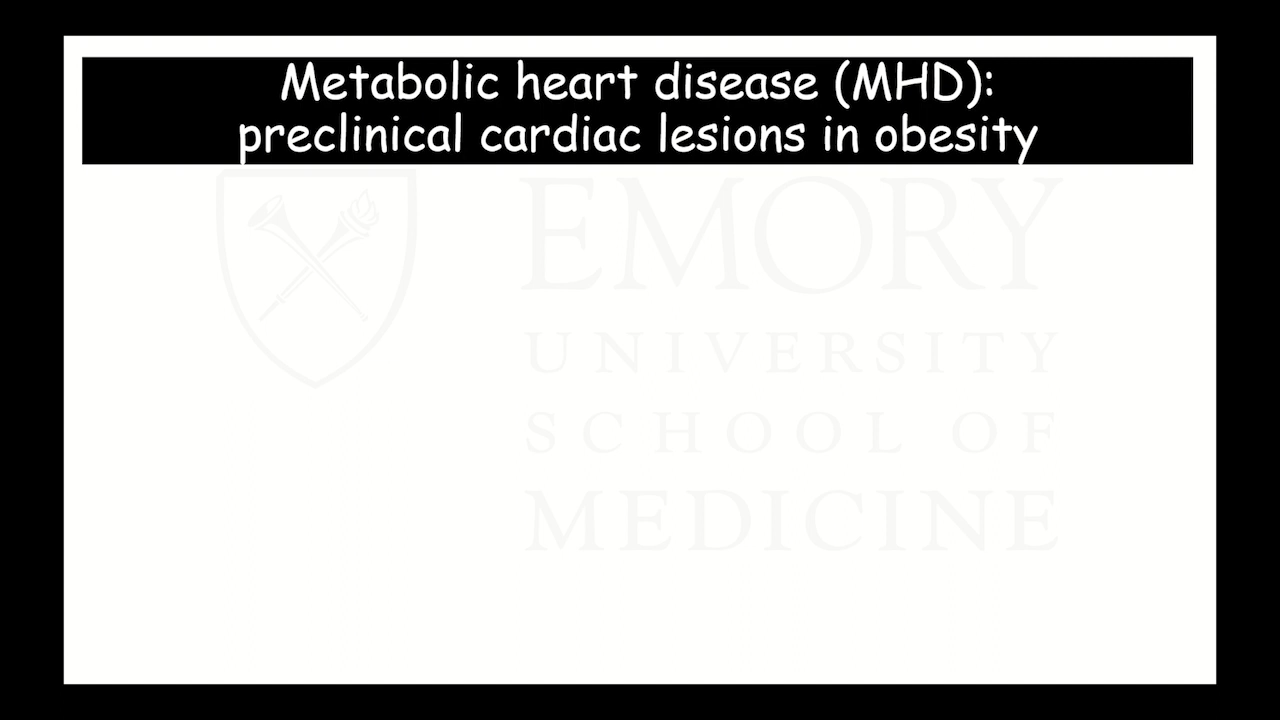 Metabolic heart disease (MHD):
preclinical cardiac lesions in obesity
EMORY
UNIVERSITY
SCHOOL OF
MEDICINE